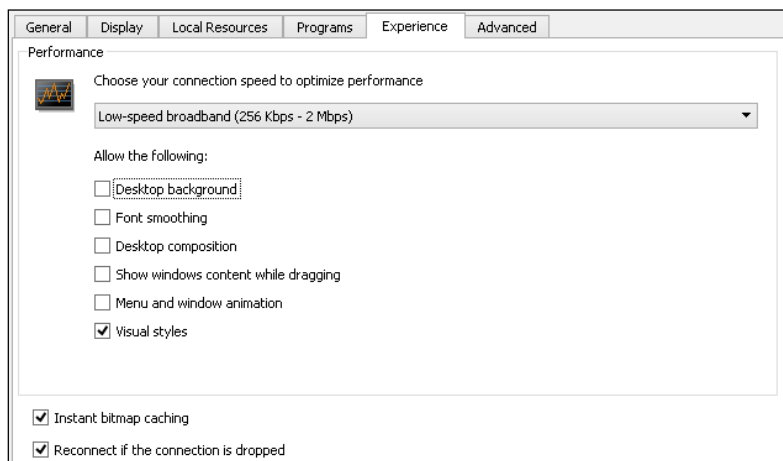 General Display Local Resources Programs Experience Advanced
Performance
Choose your connection speed to optimize performance
Low-speed broadband (256 Kbps - 2 Mbps)
Allow the following:
Desktop background
Font smoothing
Desktop composition
Show windows content while dragging
Menu and window animation
Visual styles
Instant bitmap caching
Reconnect if the connection is dropped